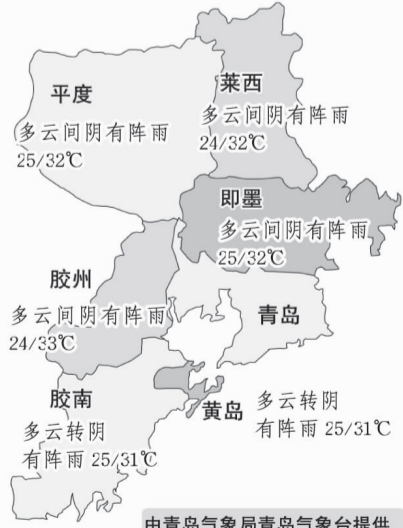 平度
多云间阴有阵雨
25/32℃
莱西
多云间阴有阵雨
24/32℃
即墨
多云间阴有阵雨
25/32℃
胶州
多云间阴有阵雨
24/33℃
青岛
胶南
多云转阴
有阵雨 25/31℃
黄岛
多云转阴
有阵雨 25/31℃
由青岛气象局青岛气象台提供